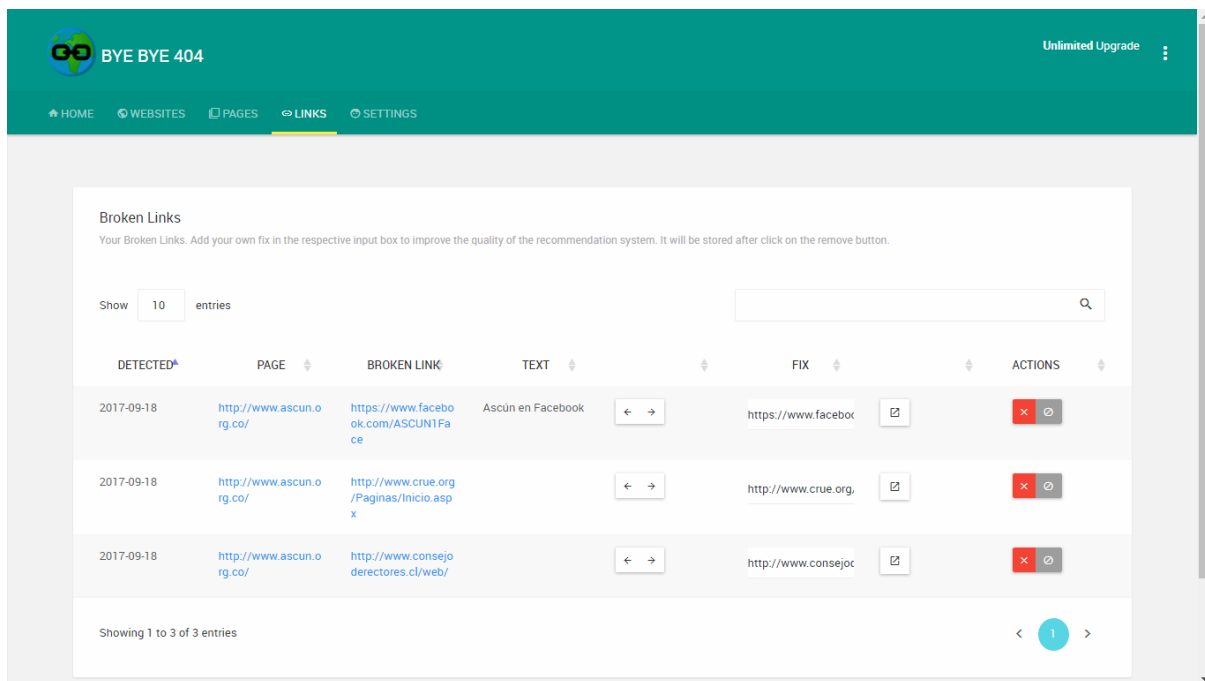 BYE BYE 404
Unlimited Upgrade
HOME WEBSITES PAGES LINKS SETTINGS
Broken Links
Your Broken Links. Add your own fix in the respective input box to improve the quality of the recommendation system. It will be stored after click on the remove button.
Show 10 entries
DETECTED PAGE BROKEN LINK TEXT FIX ACTIONS
2017-09-18 http://www.ascun.o https://www.facebo Ascún en Facebook https://www.faceboo
rg.co/ ok.com/ASCUN1Fa
ce
2017-09-18 http://www.ascun.o http://www.crue.org http://www.crue.org/
rg.co/ /Paginas/Inicio.asp
x
2017-09-18 http://www.ascun.o http://www.consejo http://www.consejod
rg.co/ derectores.cl/web/
Showing 1 to 3 of 3 entries
1